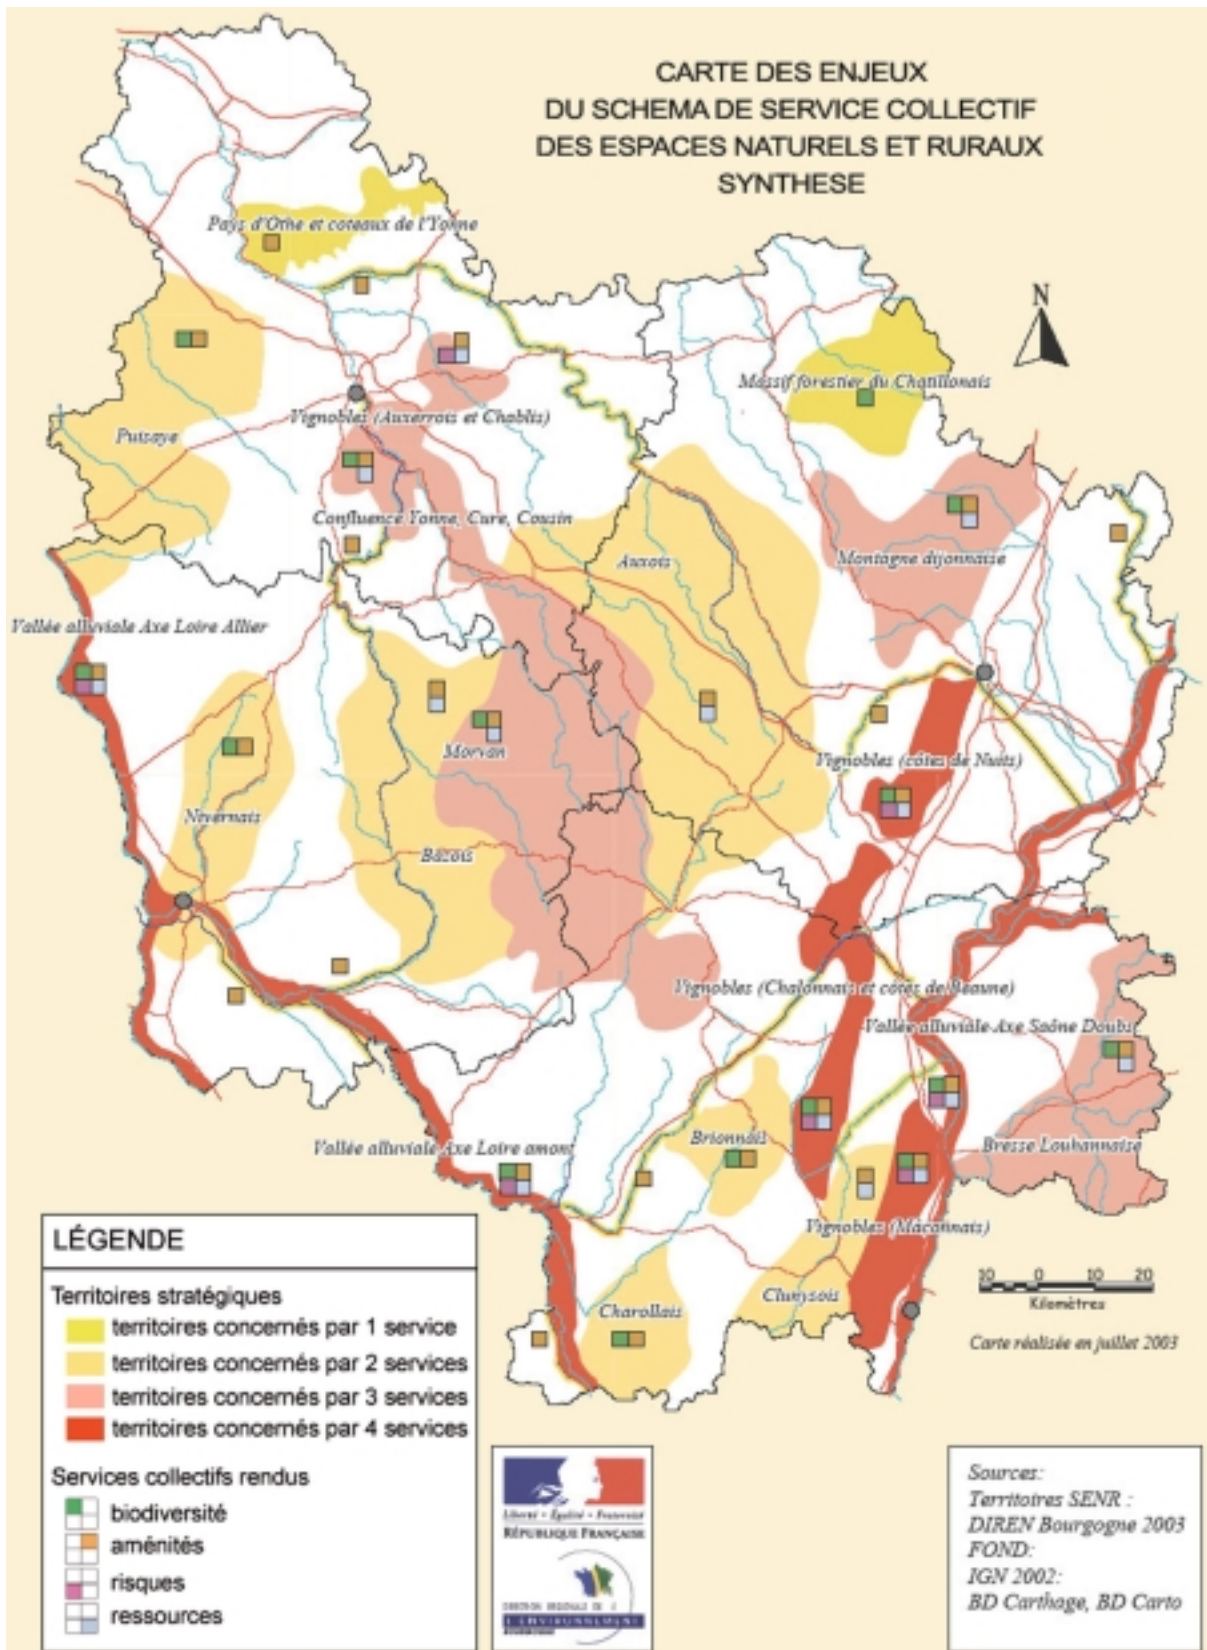 CARTE DES ENJEUX
DU SCHEMA DE SERVICE COLLECTIF
DES ESPACES NATURELS ET RURAUX
SYNTHESE
N
Pays d'Othe et coteaux de l'Yonne
Massif forestier du Chatillonais
Vignobles (Auxerrois et Chablis)
Puisaye
Confluence Yonne, Cure, Cousin
Auxois
Montagne dijonnaise
Vallée alluviale Axe Loire Allier
Morvan
Vignobles (côtes de Nuits)
Nivernais
Bazois
Vignobles (Chalonnais et côtes de Beaune)
Vallée alluviale Axe Saône Doubs
Brionnais
Vallée alluviale Axe Loire amont
Bresse Louhannaise
Vignobles (Mâconnais)
Clunysois
Charollais
10 0 10 20
Kilomètres
Carte réalisée en juillet 2003
LÉGENDE
Territoires stratégiques
territoires concernés par 1 service
territoires concernés par 2 services
territoires concernés par 3 services
territoires concernés par 4 services
Services collectifs rendus
biodiversité
aménités
risques
ressources
Liberté • Égalité • Fraternité
RÉPUBLIQUE FRANÇAISE
DIRECTION REGIONALE DE L
ENVIRONNEMENT
Sources:
Territoires SENR :
DIREN Bourgogne 2003
FOND:
IGN 2002:
BD Carthage, BD Carto